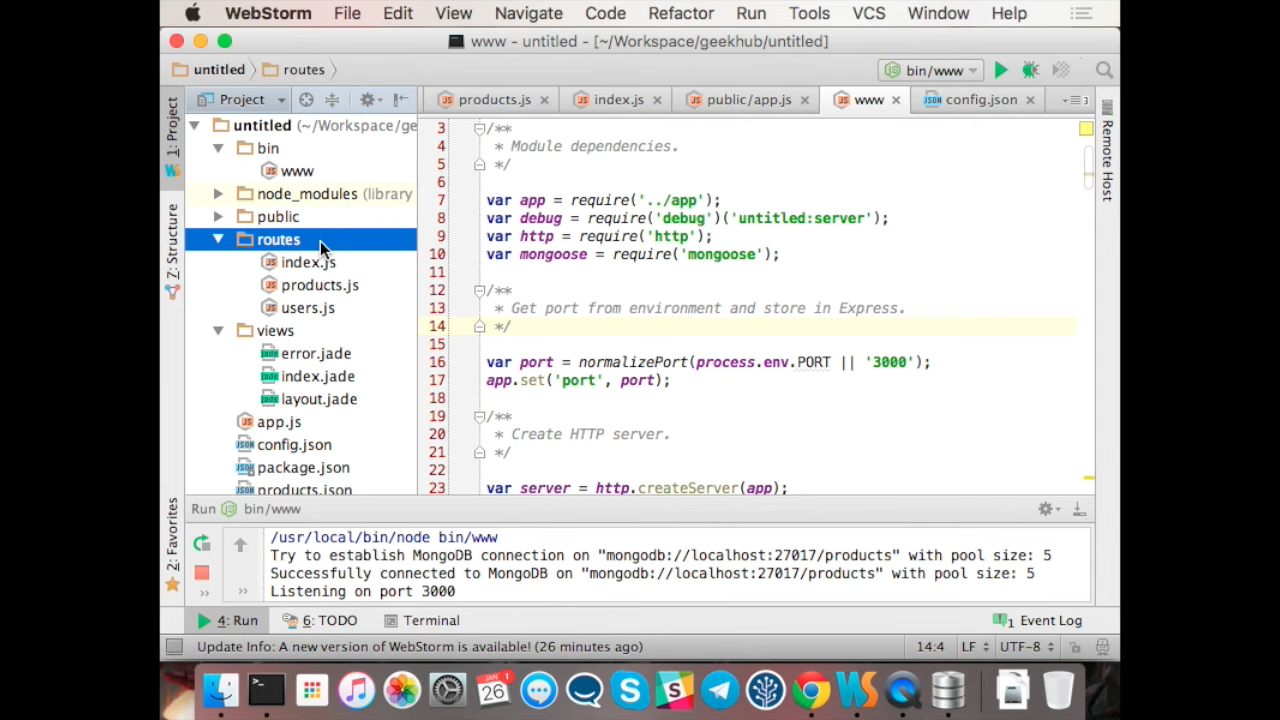 WebStorm File Edit View Navigate Code Refactor Run Tools VCS Window Help
www - untitled - [~/Workspace/geekhub/untitled]
untitled routes bin/www
Project products.js index.js public/app.js www config.json 3
1: Project
7: Structure
2: Favorites
untitled (~/Workspace/ge
bin
www
node_modules (library
public
routes
index.js
products.js
users.js
views
error.jade
index.jade
layout.jade
app.js
config.json
package.json
products.json
3 /**
4 * Module dependencies.
5 */
6
7 var app = require('../app');
8 var debug = require('debug')('untitled:server');
9 var http = require('http');
10 var mongoose = require('mongoose');
11
12 /**
13 * Get port from environment and store in Express.
14 */
15
16 var port = normalizePort(process.env.PORT || '3000');
17 app.set('port', port);
18
19 /**
20 * Create HTTP server.
21 */
22
23 var server = http.createServer(app);
Remote Host
Run bin/www
/usr/local/bin/node bin/www
Try to establish MongoDB connection on "mongodb://localhost:27017/products" with pool size: 5
Successfully connected to MongoDB on "mongodb://localhost:27017/products" with pool size: 5
Listening on port 3000
4: Run 6: TODO Terminal 1 Event Log
Update Info: A new version of WebStorm is available! (26 minutes ago) 14:4 LF UTF-8
JAN
26